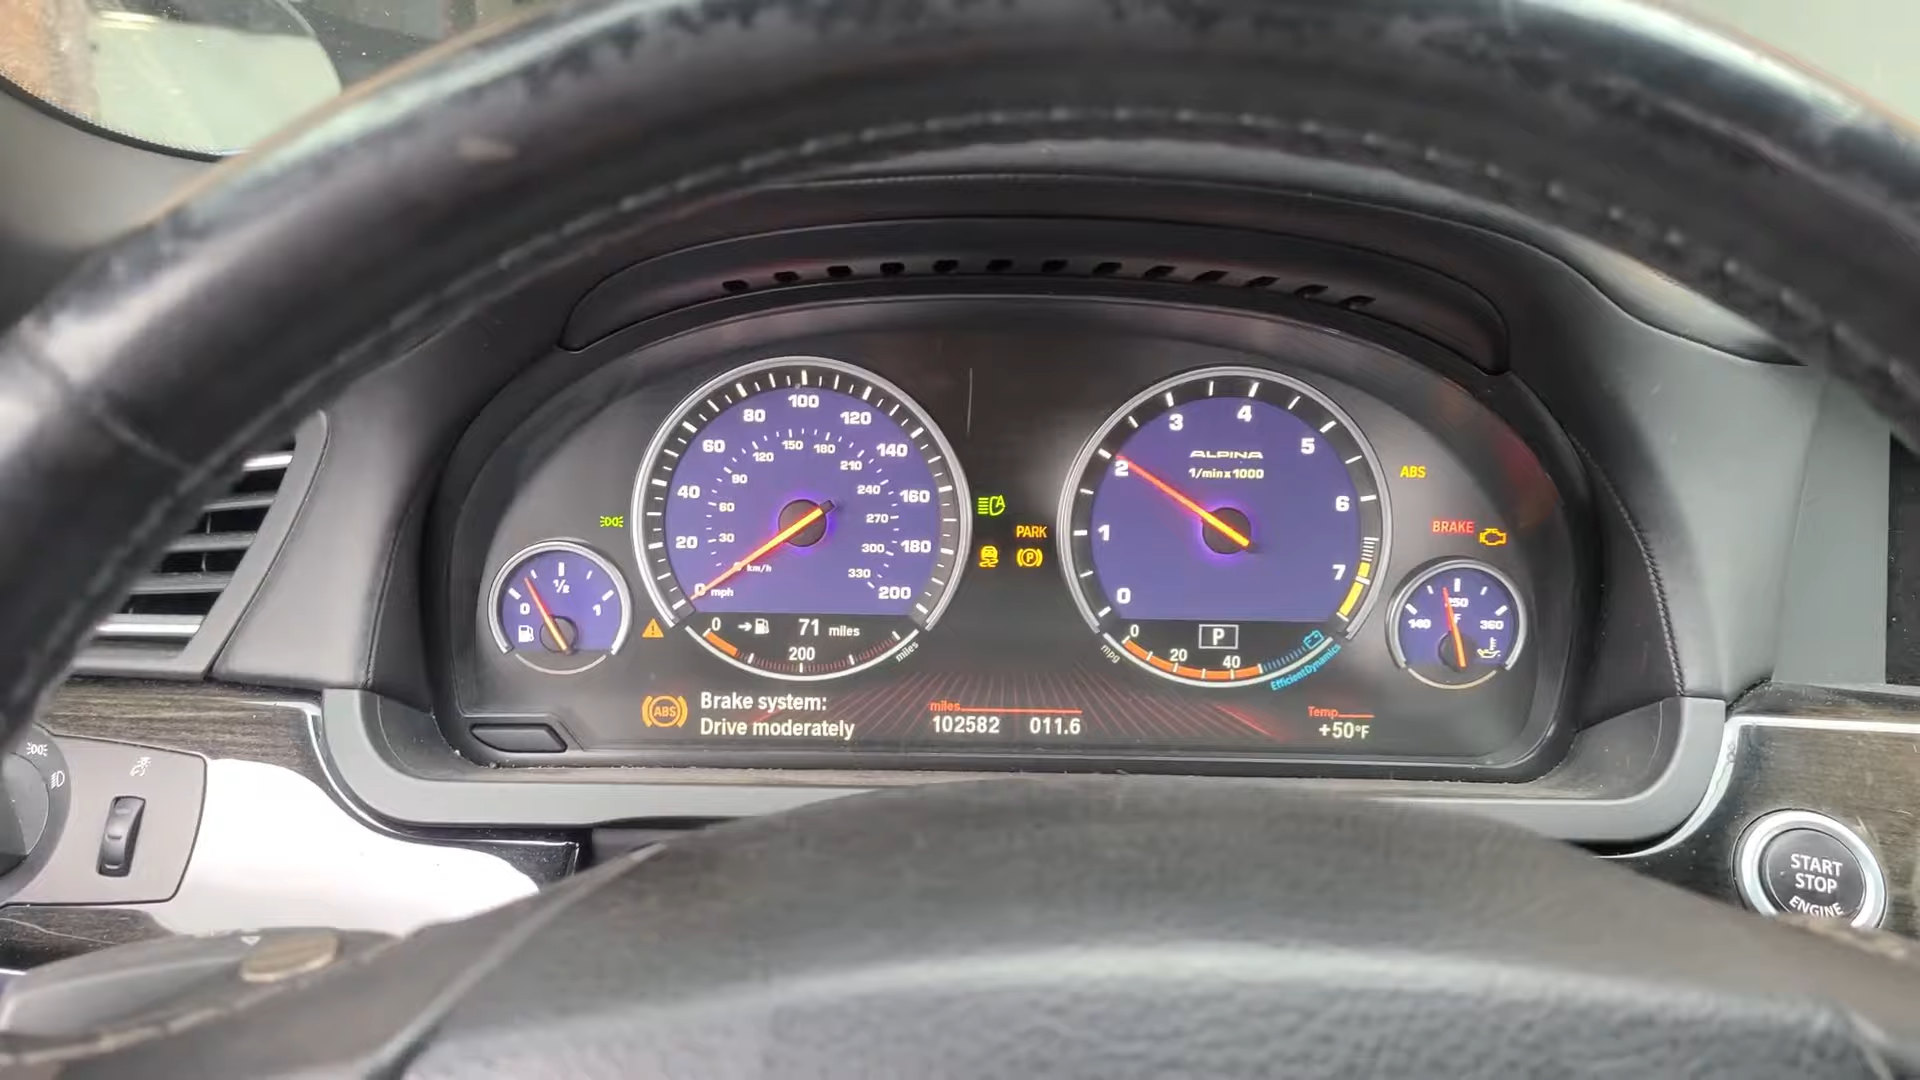 100
80
120
60
140
150
180
120
210
90
40
240
160
60
270
20
30
300
180
km/h
330
0 mph
200
0 71 miles
200
miles
0 1/2 1
PARK
P
ALPINA
1/min x 1000
3
4
2
5
6
1
7
0
P
0
20
40
mpg
EfficientDynamics
ABS
BRAKE
140 250 360
°F
ABS
Brake system:
Drive moderately
miles
102582 011.6
Temp
+50°F
START
STOP
ENGINE